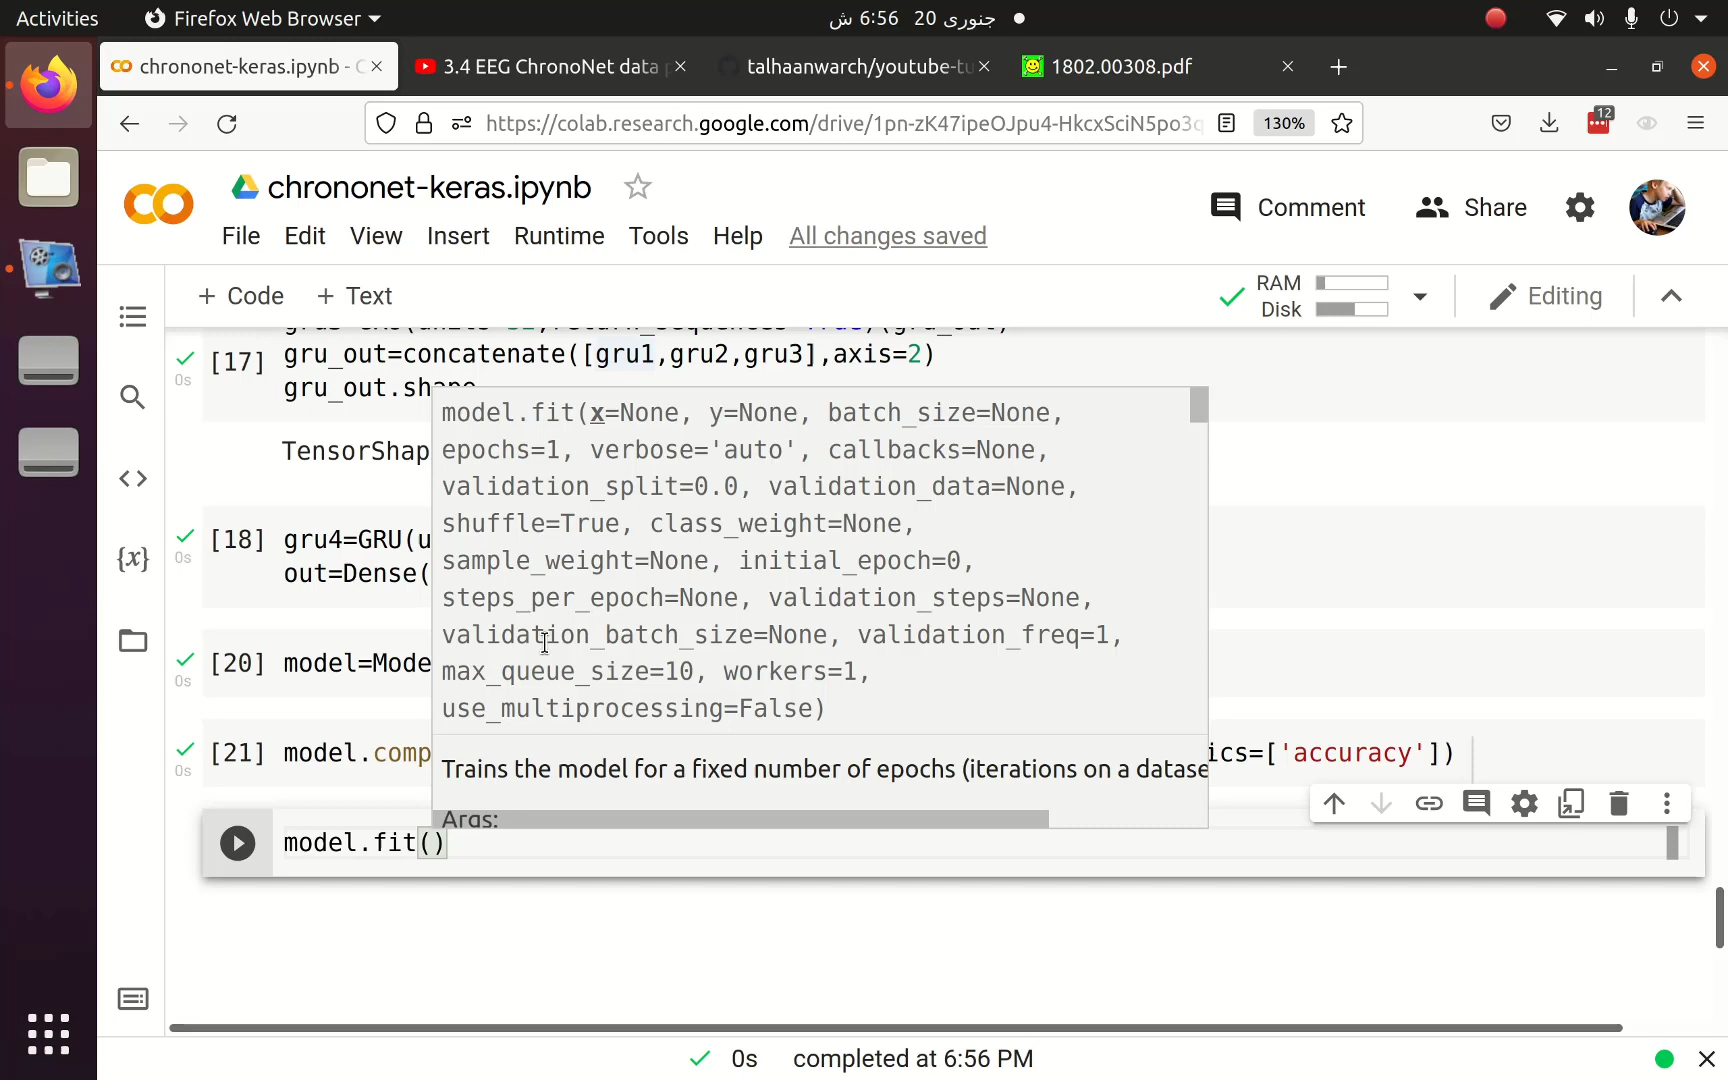 Activities
Firefox Web Browser
جنوری 20 6:56 ش
chrononet-keras.ipynb - C
3.4 EEG ChronoNet data p
talhaanwarch/youtube-tu
1802.00308.pdf
https://colab.research.google.com/drive/1pn-zK47ipeOJpu4-HkcxSciN5po3q
130%
12
chrononet-keras.ipynb
Comment
Share
File Edit View Insert Runtime Tools Help All changes saved
+ Code + Text
RAM
Disk
Editing
[17] gru_out=concatenate([gru1,gru2,gru3],axis=2)
0s
gru_out.shape
TensorShap
model.fit(x=None, y=None, batch_size=None,
epochs=1, verbose='auto', callbacks=None,
validation_split=0.0, validation_data=None,
shuffle=True, class_weight=None,
sample_weight=None, initial_epoch=0,
steps_per_epoch=None, validation_steps=None,
validation_batch_size=None, validation_freq=1,
max_queue_size=10, workers=1,
use_multiprocessing=False)
Trains the model for a fixed number of epochs (iterations on a datase
Args:
[18] gru4=GRU(u
0s
out=Dense(
[20] model=Mode
0s
[21] model.comp
ics=['accuracy'])
0s
model.fit()
0s completed at 6:56 PM